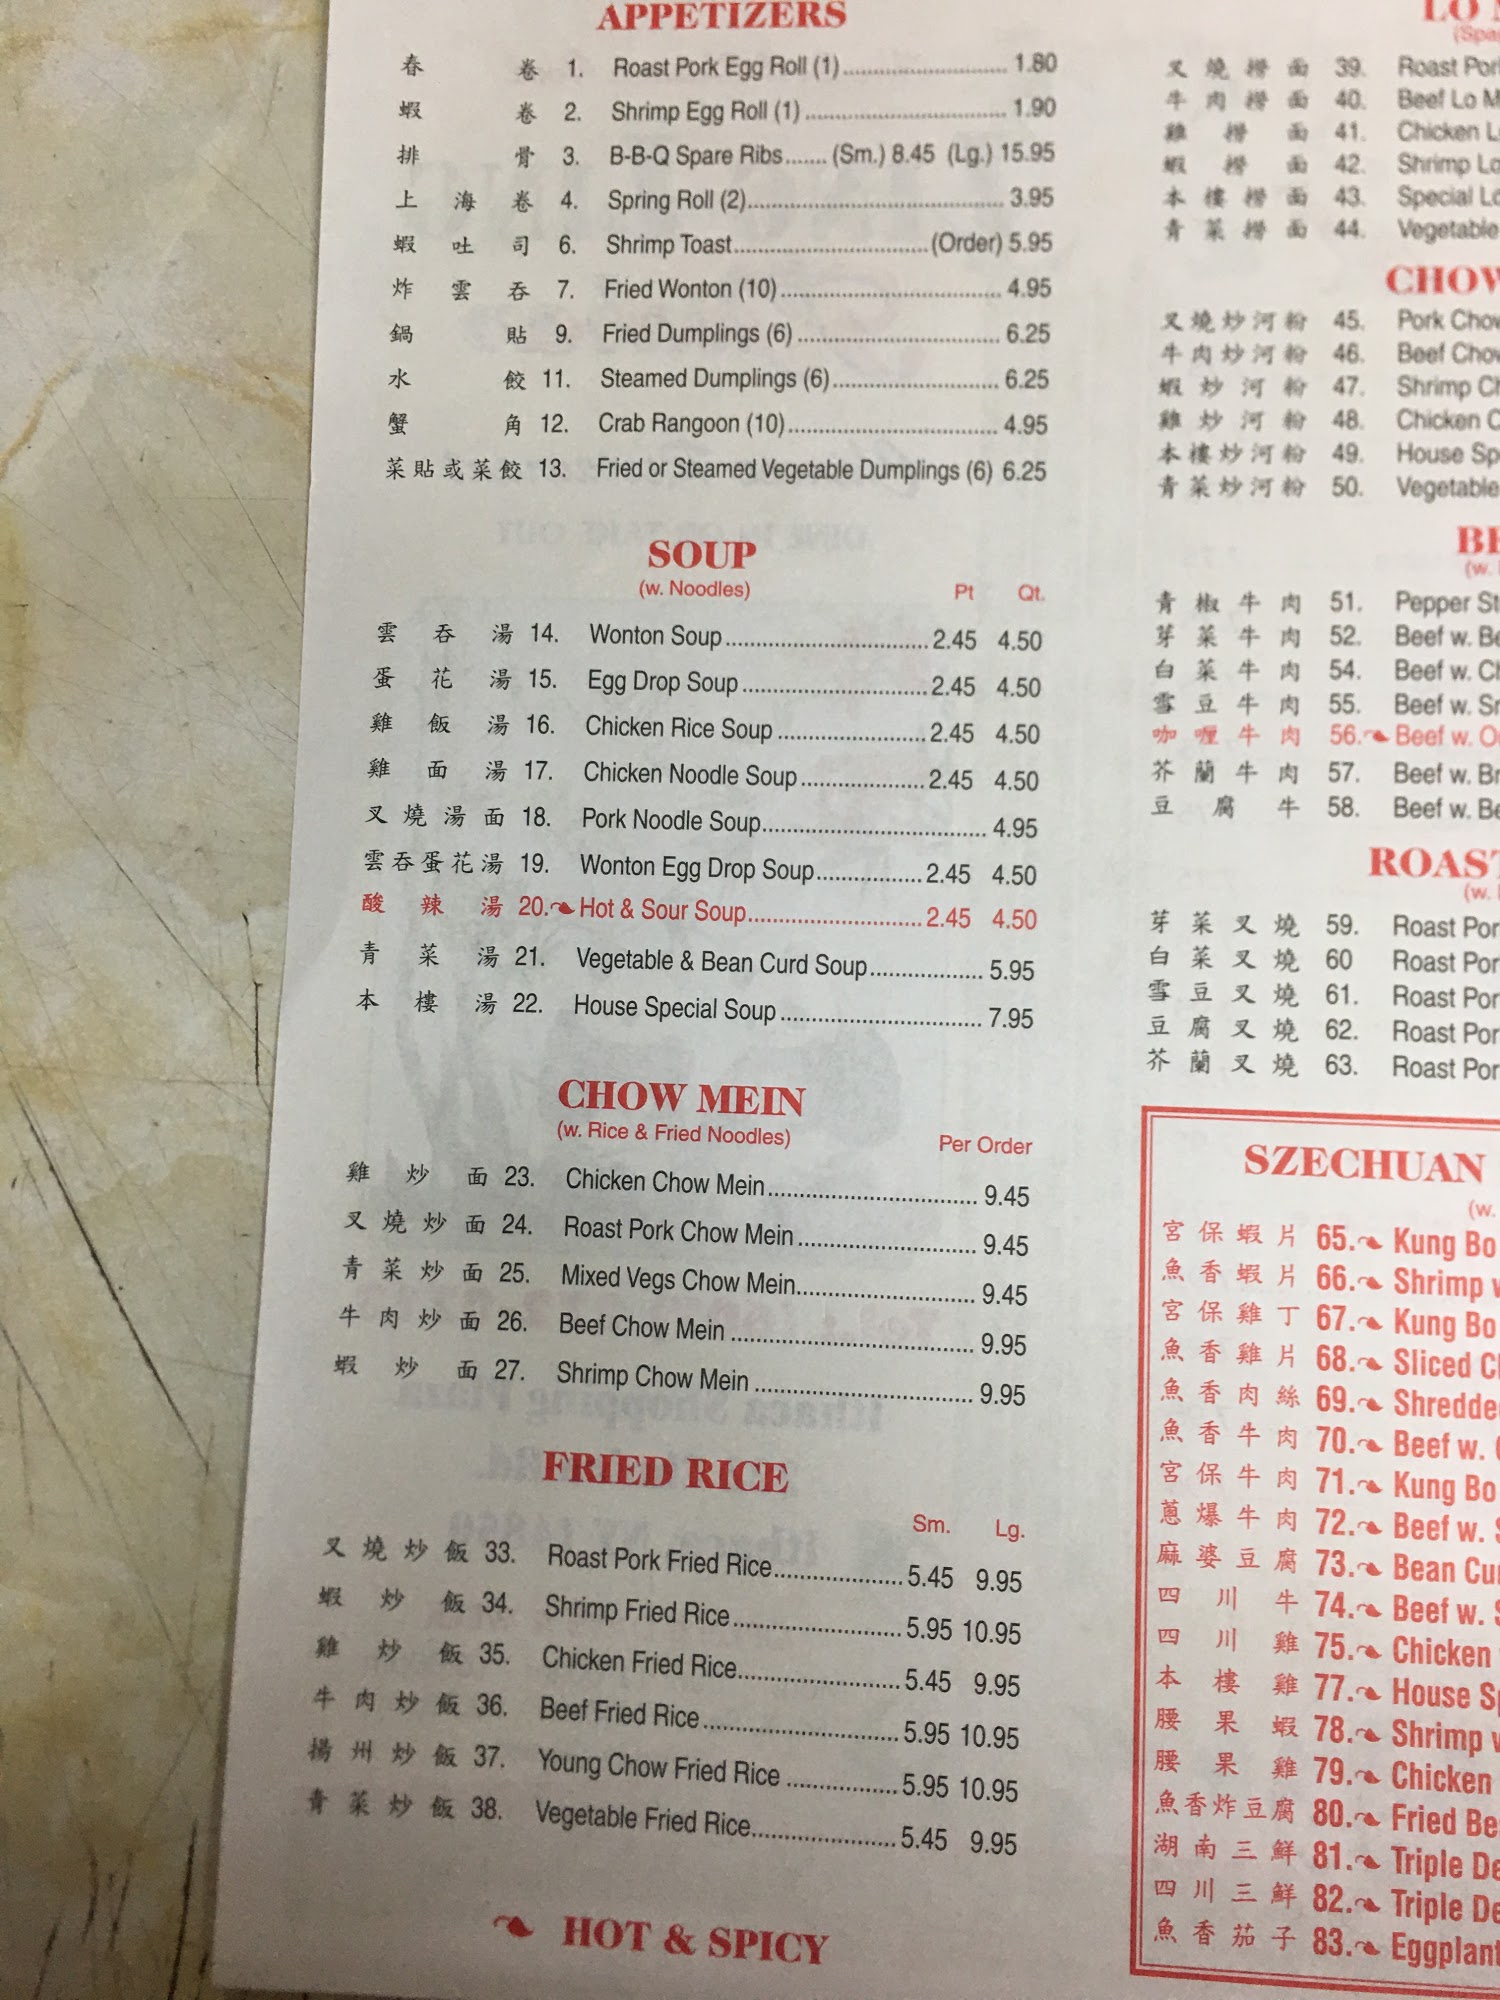 APPETIZERS
春 卷 1. Roast Pork Egg Roll (1) 1.80
蝦 卷 2. Shrimp Egg Roll (1) 1.90
排 骨 3. B-B-Q Spare Ribs (Sm.) 8.45 (Lg.) 15.95
上 海 卷 4. Spring Roll (2) 3.95
蝦 吐 司 6. Shrimp Toast (Order) 5.95
炸 雲 吞 7. Fried Wonton (10) 4.95
鍋 貼 9. Fried Dumplings (6) 6.25
水 餃 11. Steamed Dumplings (6) 6.25
蟹 角 12. Crab Rangoon (10) 4.95
菜貼或菜餃 13. Fried or Steamed Vegetable Dumplings (6) 6.25
SOUP
(w. Noodles) Pt Qt.
雲 吞 湯 14. Wonton Soup 2.45 4.50
蛋 花 湯 15. Egg Drop Soup 2.45 4.50
雞 飯 湯 16. Chicken Rice Soup 2.45 4.50
雞 面 湯 17. Chicken Noodle Soup 2.45 4.50
叉 燒 湯 面 18. Pork Noodle Soup 4.95
雲吞蛋花湯 19. Wonton Egg Drop Soup 2.45 4.50
酸 辣 湯 20. Hot & Sour Soup 2.45 4.50
青 菜 湯 21. Vegetable & Bean Curd Soup 5.95
本 樓 湯 22. House Special Soup 7.95
CHOW MEIN
(w. Rice & Fried Noodles) Per Order
雞 炒 面 23. Chicken Chow Mein 9.45
叉 燒 炒 面 24. Roast Pork Chow Mein 9.45
青 菜 炒 面 25. Mixed Vegs Chow Mein 9.45
牛 肉 炒 面 26. Beef Chow Mein 9.95
蝦 炒 面 27. Shrimp Chow Mein 9.95
FRIED RICE
Sm. Lg.
叉 燒 炒 飯 33. Roast Pork Fried Rice 5.45 9.95
蝦 炒 飯 34. Shrimp Fried Rice 5.95 10.95
雞 炒 飯 35. Chicken Fried Rice 5.45 9.95
牛 肉 炒 飯 36. Beef Fried Rice 5.95 10.95
揚 州 炒 飯 37. Young Chow Fried Rice 5.95 10.95
青 菜 炒 飯 38. Vegetable Fried Rice 5.45 9.95
HOT & SPICY
LO
叉 燒 撈 面 39. Roast
牛 肉 撈 面 40. Beef Lo
雞 撈 面 41. Chicken
蝦 撈 面 42. Shrimp Lo
本 樓 撈 面 43. Special Lo
青 菜 撈 面 44. Vegetable
CHOW
叉燒炒河粉 45. Pork Chow
牛肉炒河粉 46. Beef Chow
蝦 炒 河 粉 47. Shrimp
雞 炒 河 粉 48. Chicken
本樓炒河粉 49. House
青菜炒河粉 50. Vegetable
青 椒 牛 肉 51. Pepper
芽 菜 牛 肉 52. Beef w.
白 菜 牛 肉 54. Beef w.
雪 豆 牛 肉 55. Beef w.
咖 喱 牛 肉 56. Beef w.
芥 蘭 牛 肉 57. Beef w.
豆 腐 牛 58. Beef w.
ROAST
(w.
芽 菜 叉 燒 59. Roast
白 菜 叉 燒 60 Roast
雪 豆 叉 燒 61. Roast
豆 腐 叉 燒 62. Roast
芥 蘭 叉 燒 63. Roast
SZECHUAN
(w.
宮 保 蝦 片 65. Kung Bo
魚 香 蝦 片 66. Shrimp
宮 保 雞 丁 67. Kung Bo
魚 香 雞 片 68. Sliced
魚 香 肉 絲 69. Shredded
魚 香 牛 肉 70. Beef w.
宮 保 牛 肉 71. Kung Bo
蔥 爆 牛 肉 72. Beef w.
麻 婆 豆 腐 73. Bean
四 川 牛 74. Beef w.
四 川 雞 75. Chicken
本 樓 雞 77. House
腰 果 蝦 78. Shrimp
腰 果 雞 79. Chicken
魚香炸豆腐 80. Fried
湖 南 三 鮮 81. Triple
四 川 三 鮮 82. Triple
魚 香 茄 子 83. Eggplant